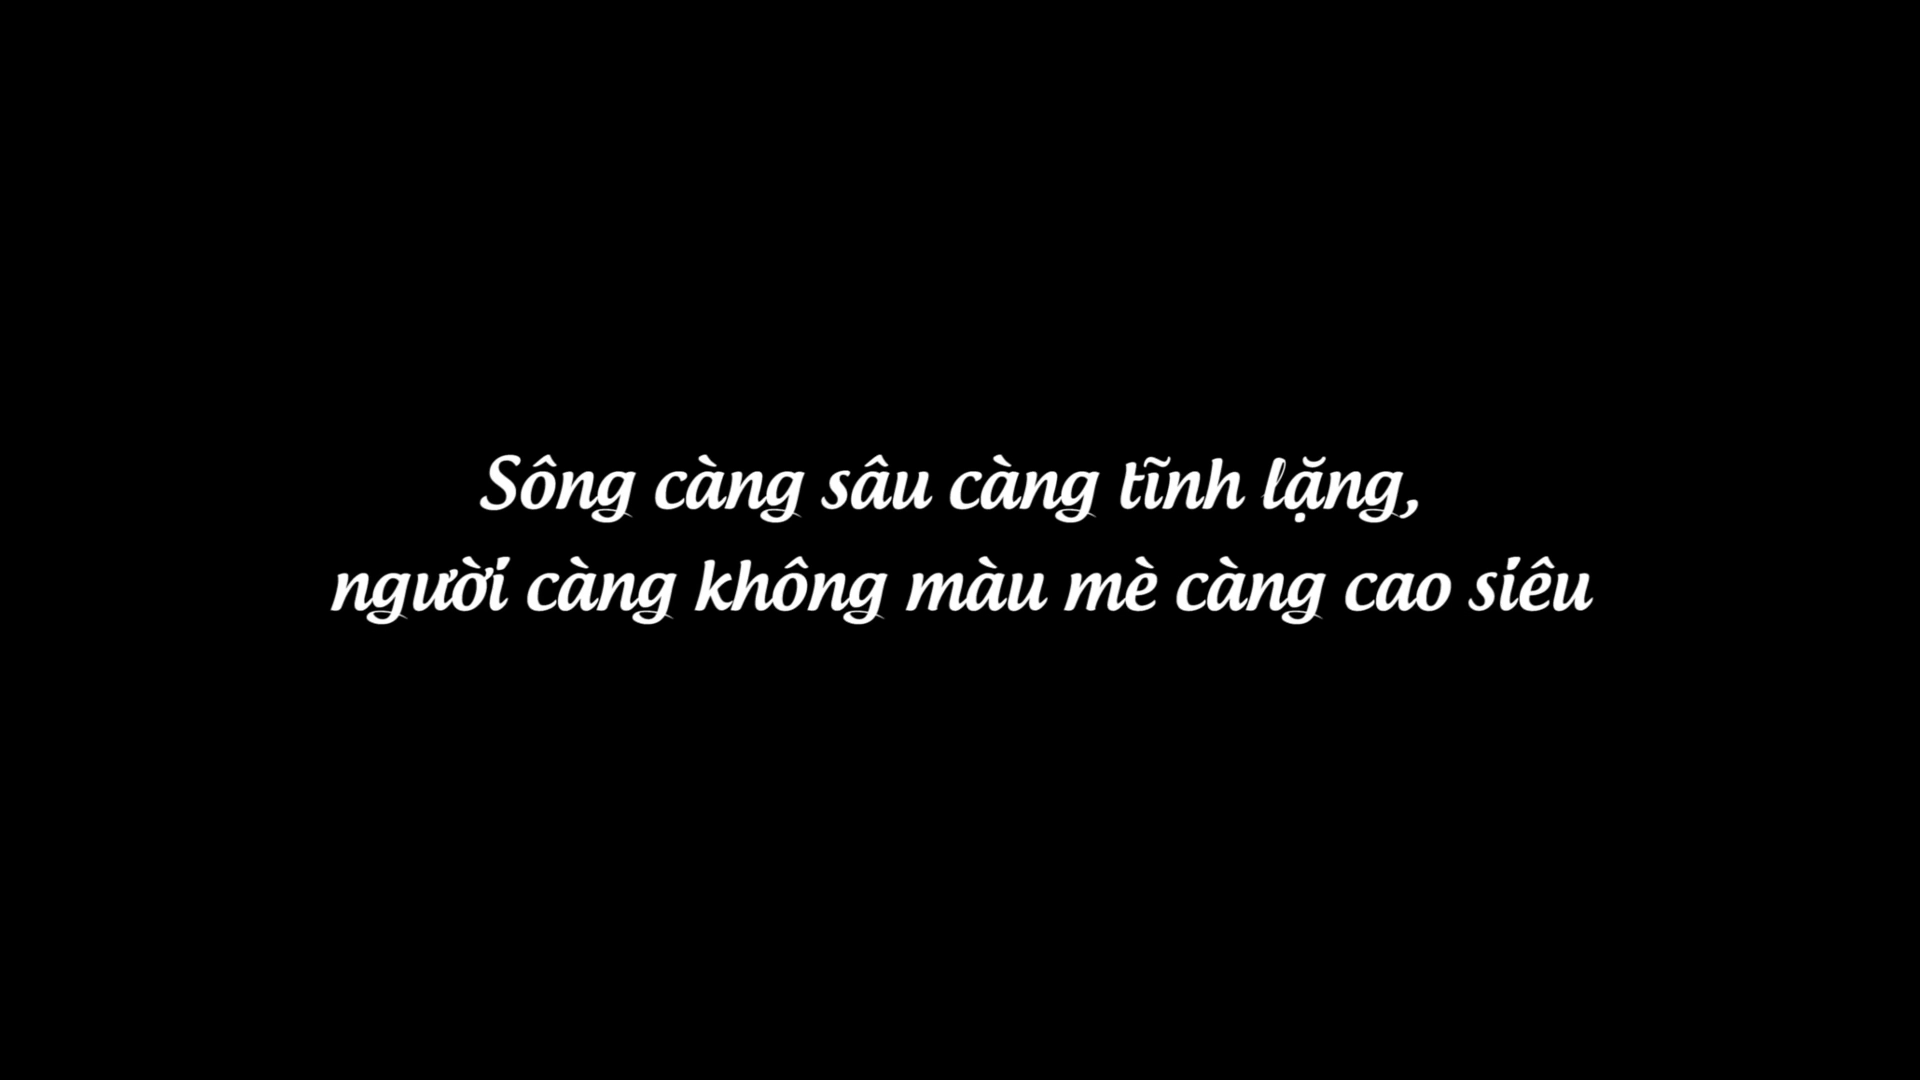 Sông càng sâu càng tĩnh lặng,
người càng không màu mè càng cao siêu